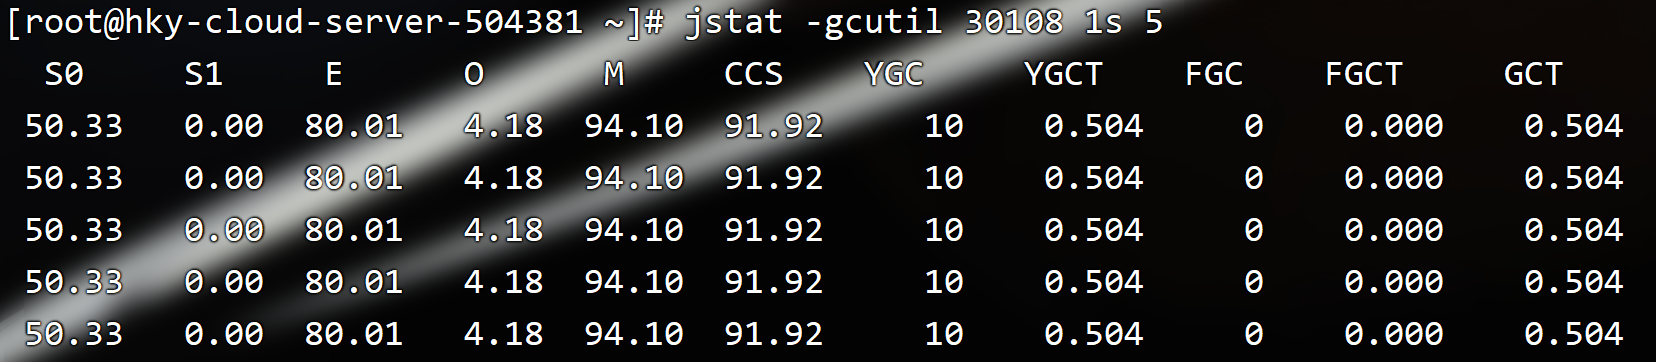 [root@hky-cloud-server-504381 ~]# jstat -gcutil 30108 1s 5
S0 S1 E O M CCS YGC YGCT FGC FGCT GCT
50.33 0.00 80.01 4.18 94.10 91.92 10 0.504 0 0.000 0.504
50.33 0.00 80.01 4.18 94.10 91.92 10 0.504 0 0.000 0.504
50.33 0.00 80.01 4.18 94.10 91.92 10 0.504 0 0.000 0.504
50.33 0.00 80.01 4.18 94.10 91.92 10 0.504 0 0.000 0.504
50.33 0.00 80.01 4.18 94.10 91.92 10 0.504 0 0.000 0.504